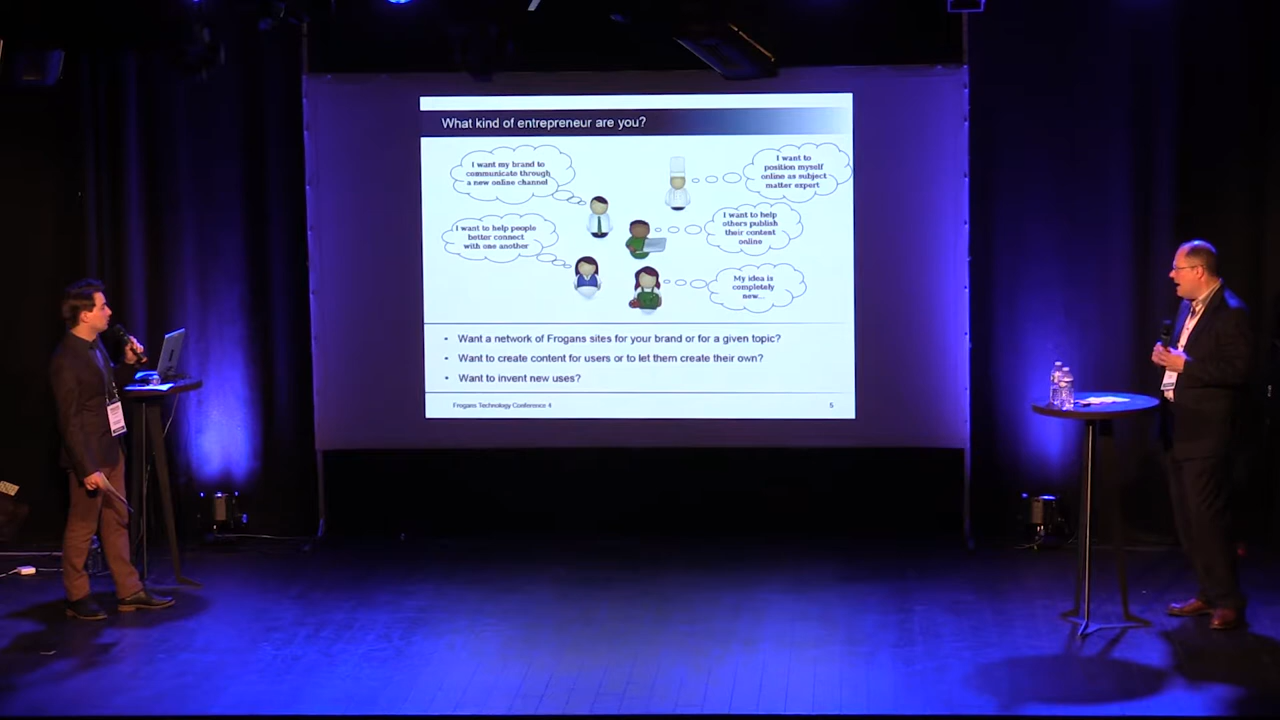 What kind of entrepreneur are you?
I want my brand to
communicate through
a new online channel
I want to
position myself
online as subject
matter expert
I want to help people
better connect
with one another
I want to help
others publish
their content
online
My idea is
completely
new...
• Want a network of Frogans sites for your brand or for a given topic?
• Want to create content for users or to let them create their own?
• Want to invent new uses?
Frogans Technology Conference 4
5